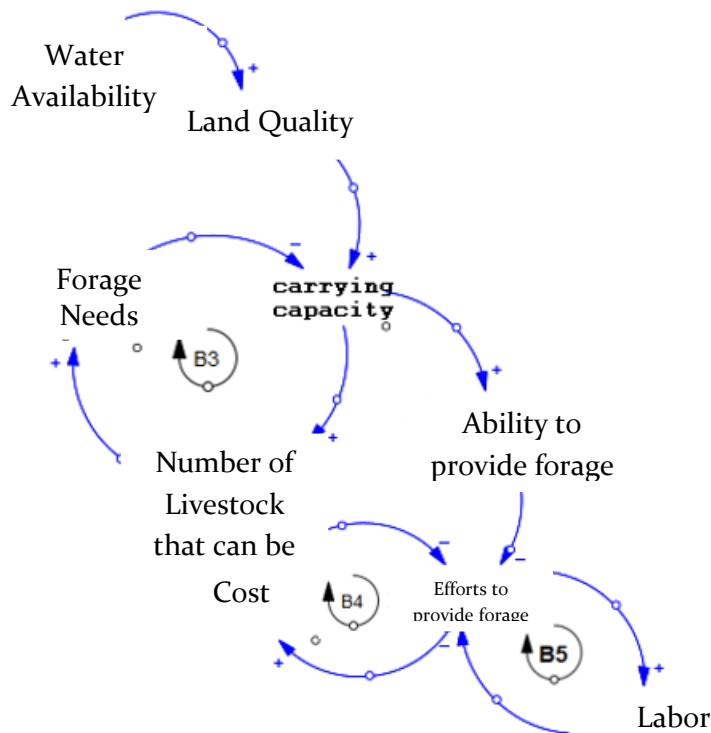 Water
Availability
+
Land Quality
+
−
carrying
capacity
Forage
Needs
+
B3
+
+
Ability to
provide forage
Number of
Livestock
that can be
−
−
Cost
B4
Efforts to
provide forage
+
−
B5
+
Labor